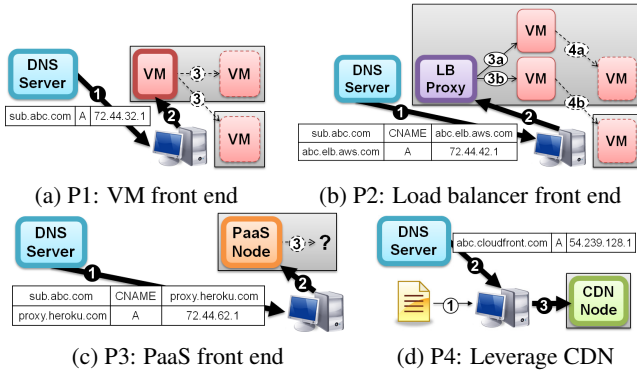 DNS
Server
VM
3
VM
3
1
2
sub.abc.com A 72.44.32.1
VM
(a) P1: VM front end
VM
3a
4a
DNS
Server
LB
Proxy
3b
VM
VM
1
2
4b
sub.abc.com CNAME abc.elb.aws.com
abc.elb.aws.com A 72.44.42.1
VM
(b) P2: Load balancer front end
DNS
Server
PaaS
Node
3
?
1
2
sub.abc.com CNAME proxy.heroku.com
proxy.heroku.com A 72.44.62.1
(c) P3: PaaS front end
DNS
Server
abc.cloudfront.com A 54.239.128.1
2
1
3
CDN
Node
(d) P4: Leverage CDN